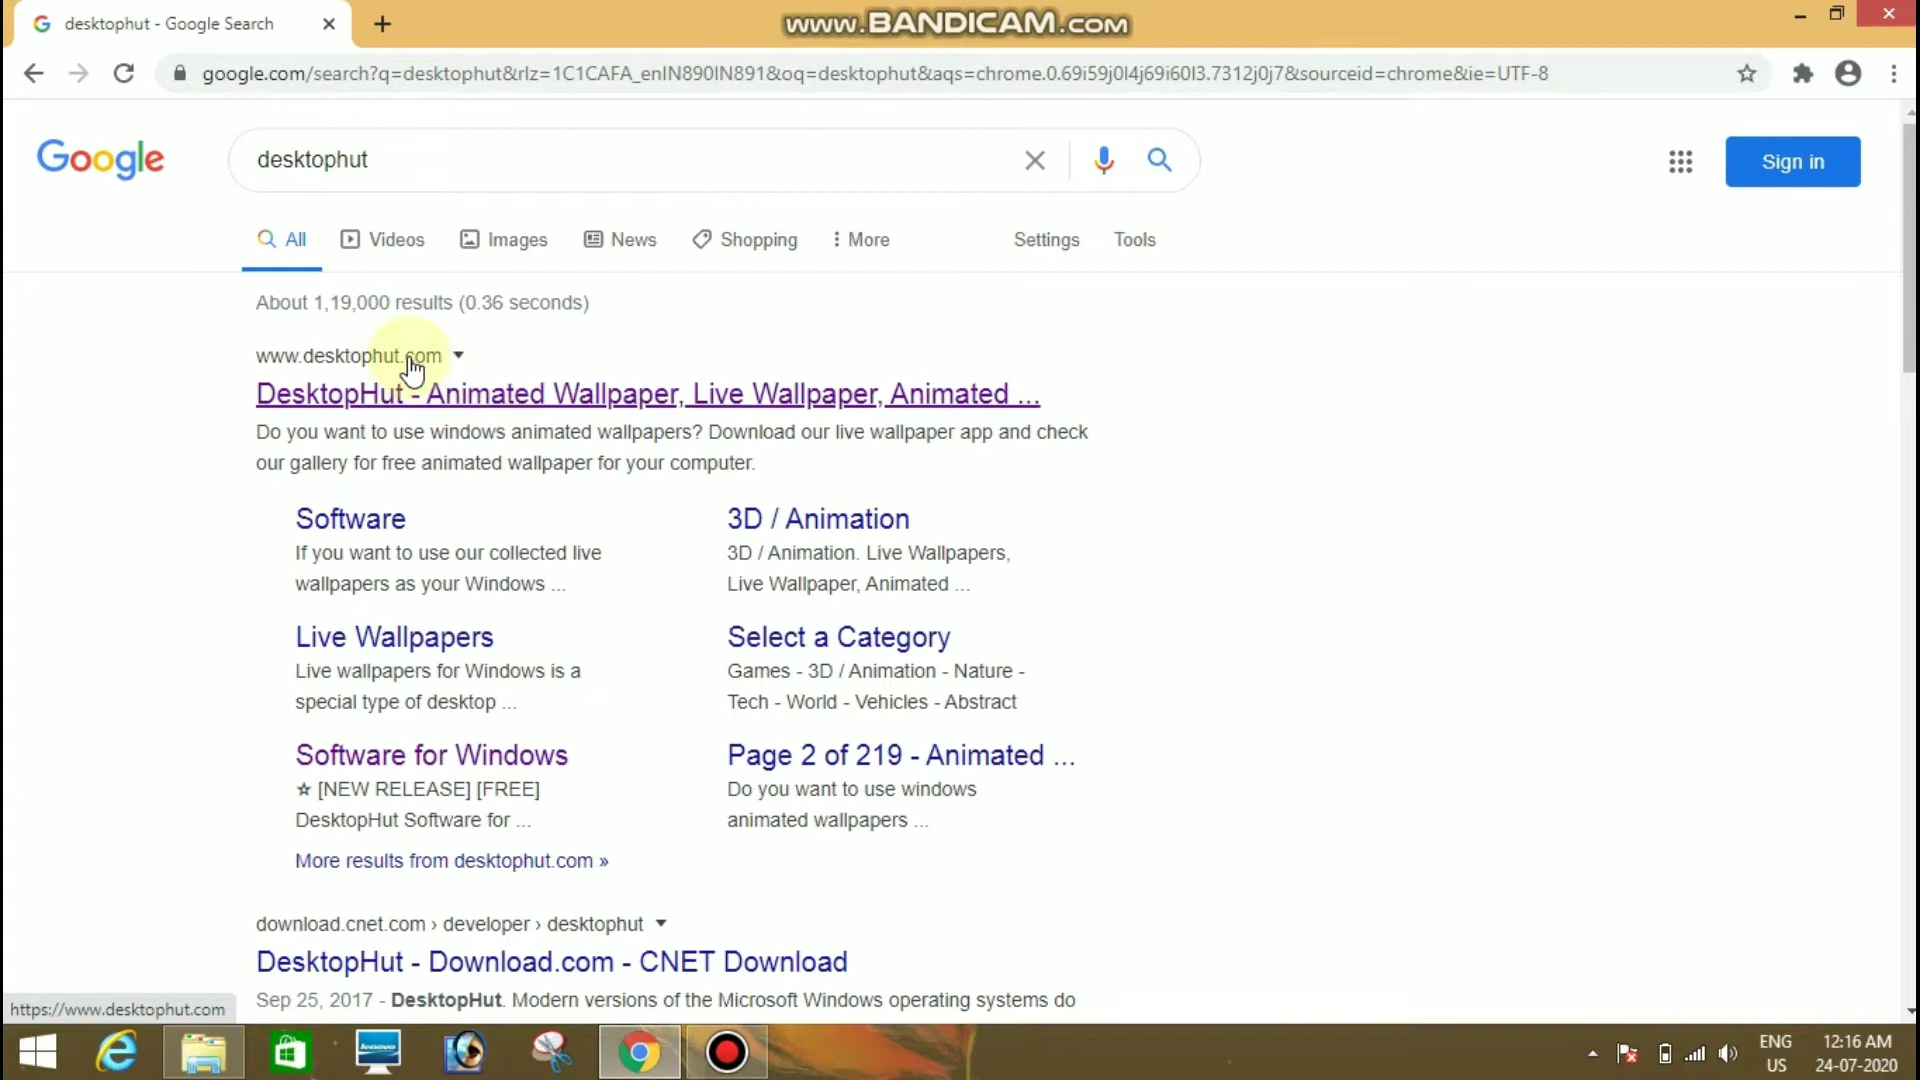 desktophut - Google Search
www.BANDICAM.com
google.com/search?q=desktophut&rlz=1C1CAFA_enIN890IN891&oq=desktophut&aqs=chrome.0.69i59j0l4j69i60l3.7312j0j7&sourceid=chrome&ie=UTF-8
Google
desktophut
Sign in
All
Videos
Images
News
Shopping
More
Settings
Tools
About 1,19,000 results (0.36 seconds)
www.desktophut.com
DesktopHut - Animated Wallpaper, Live Wallpaper, Animated ...
Do you want to use windows animated wallpapers? Download our live wallpaper app and check
our gallery for free animated wallpaper for your computer.
Software
If you want to use our collected live
wallpapers as your Windows ...
3D / Animation
3D / Animation. Live Wallpapers,
Live Wallpaper, Animated ...
Live Wallpapers
Live wallpapers for Windows is a
special type of desktop ...
Select a Category
Games - 3D / Animation - Nature -
Tech - World - Vehicles - Abstract
Software for Windows
☆ [NEW RELEASE] [FREE]
DesktopHut Software for ...
Page 2 of 219 - Animated ...
Do you want to use windows
animated wallpapers ...
More results from desktophut.com »
download.cnet.com › developer › desktophut
DesktopHut - Download.com - CNET Download
Sep 25, 2017 - DesktopHut. Modern versions of the Microsoft Windows operating systems do
https://www.desktophut.com
lenovo
ENG
US
12:16 AM
24-07-2020